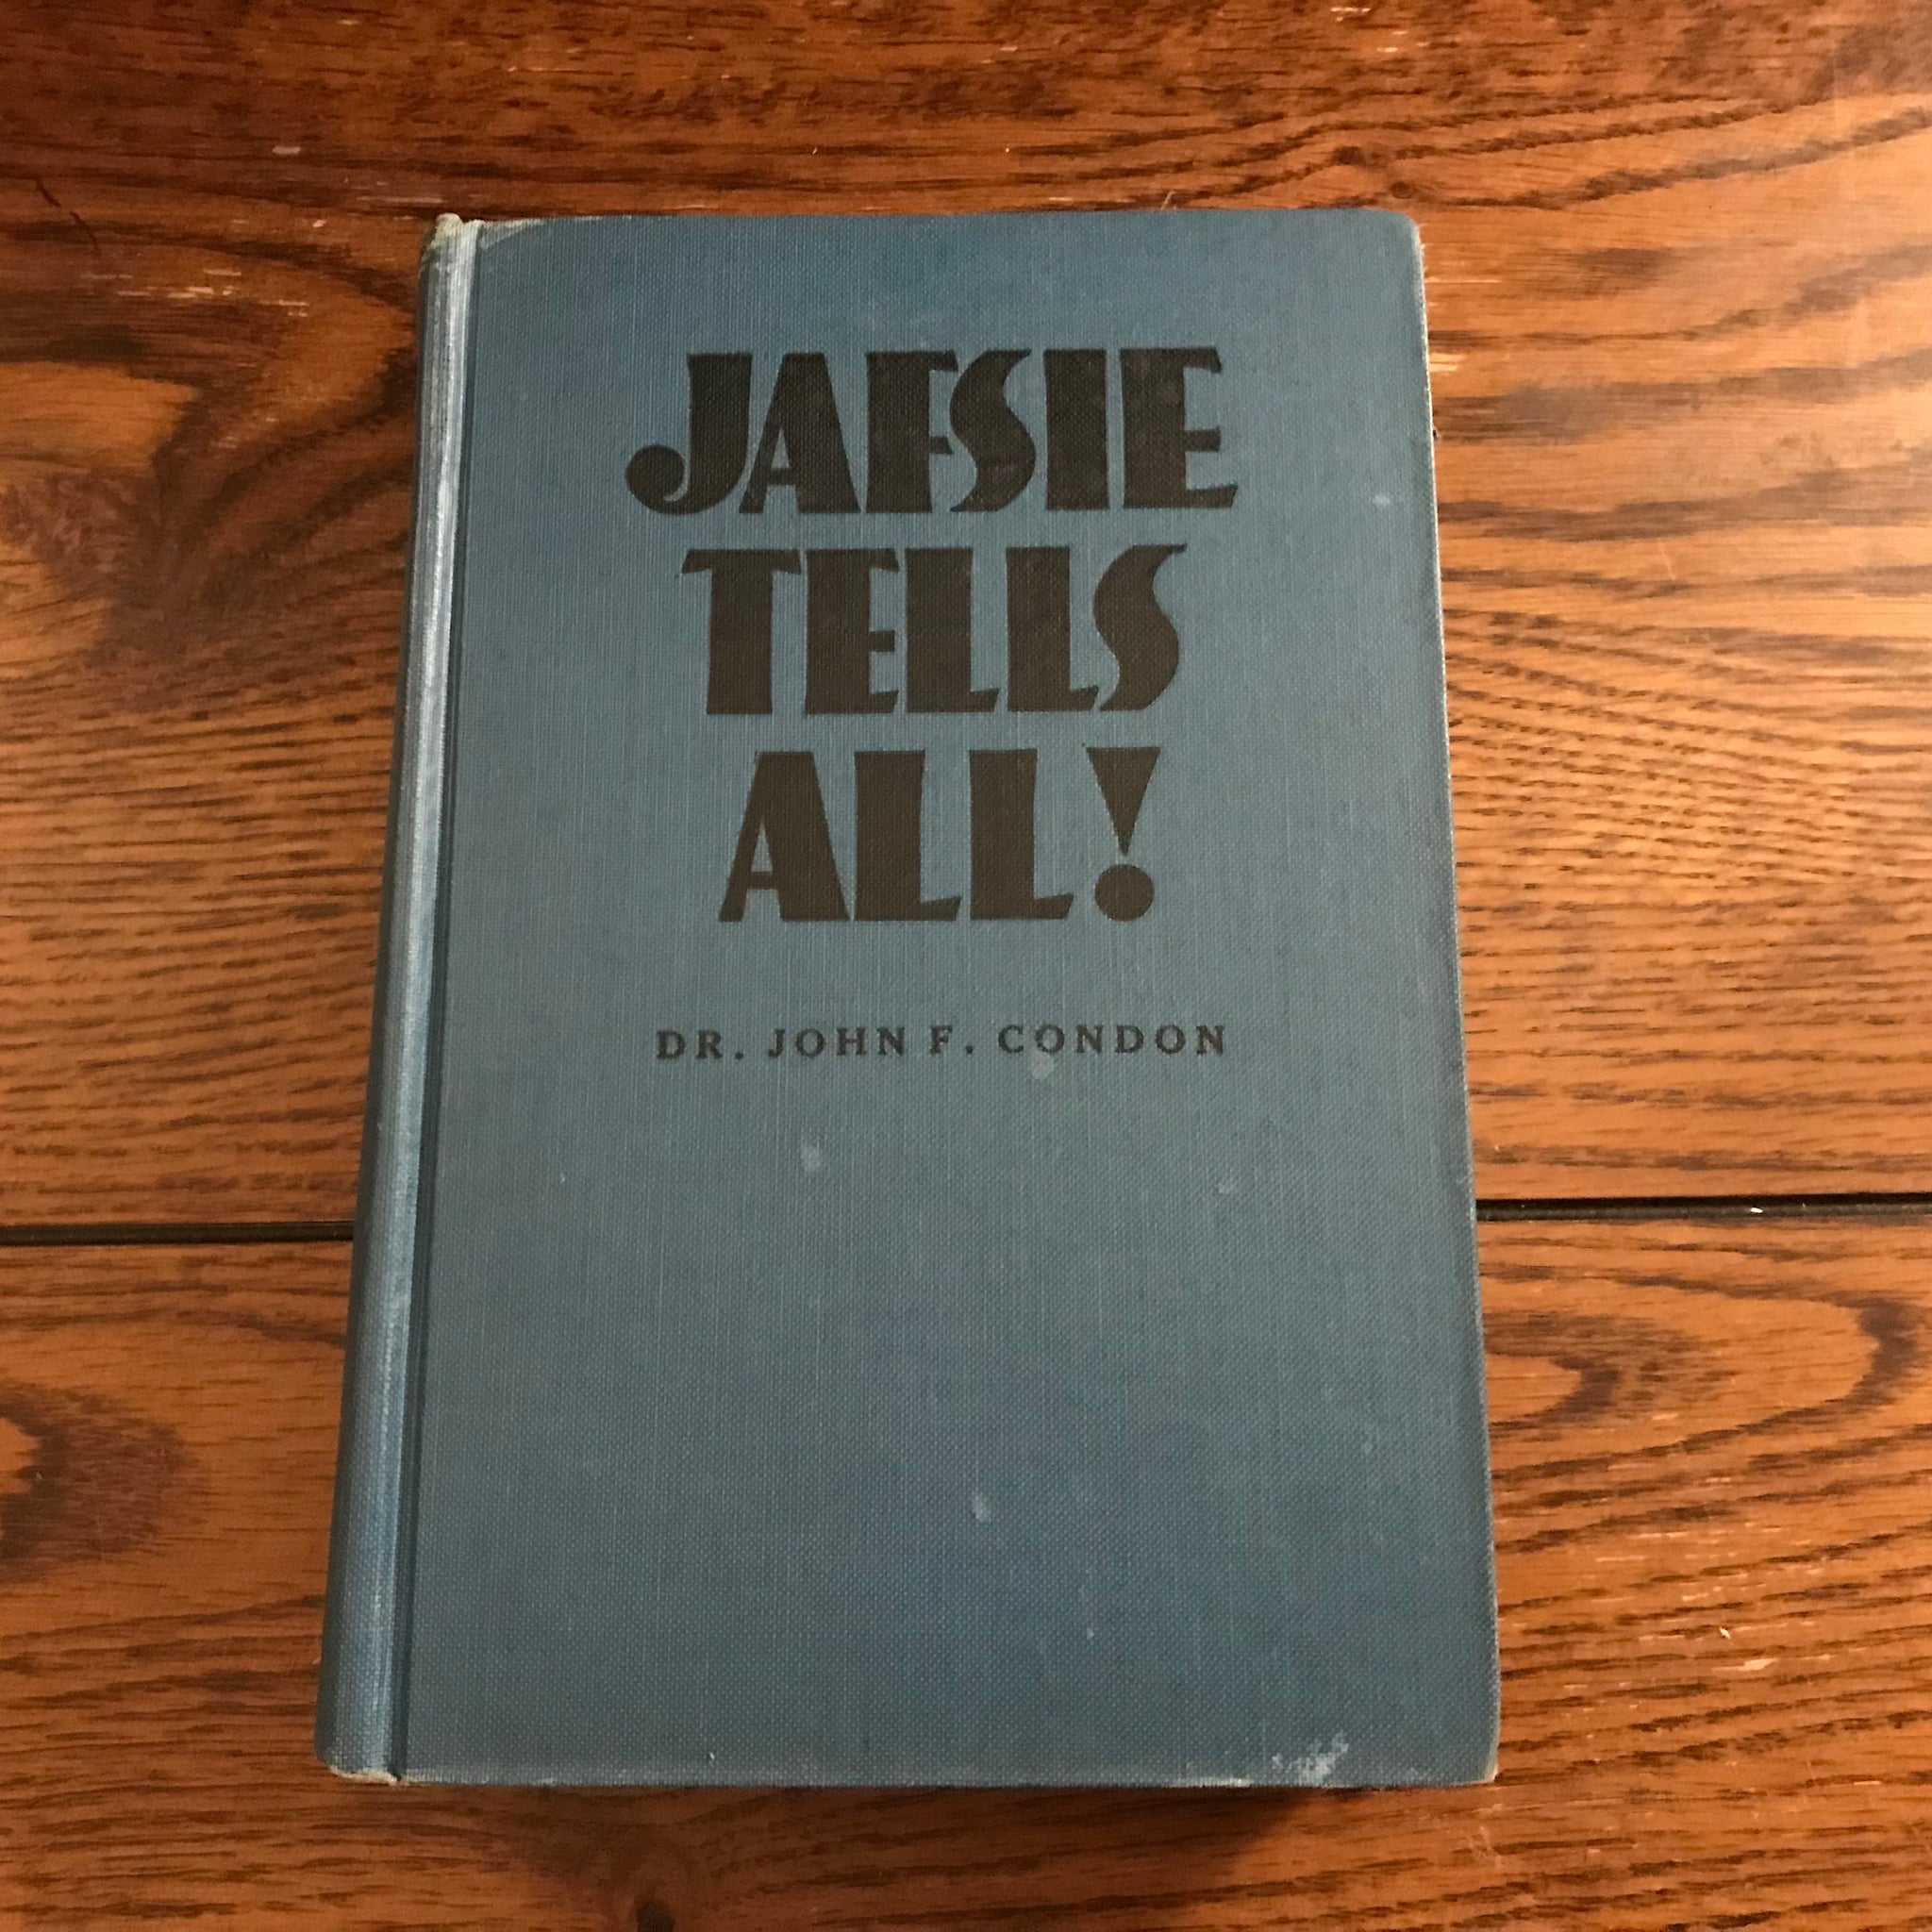 JAFSIE
TELLS
ALL!
DR. JOHN F. CONDON